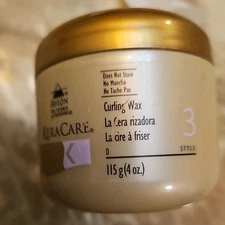 Does Not Stain
No Mancha
Ne Tache Pas
AVLON
KERACARE®
Curling Wax
La Cera rizadora
La cire à friser
3
STYLE
115 g (4 oz.)